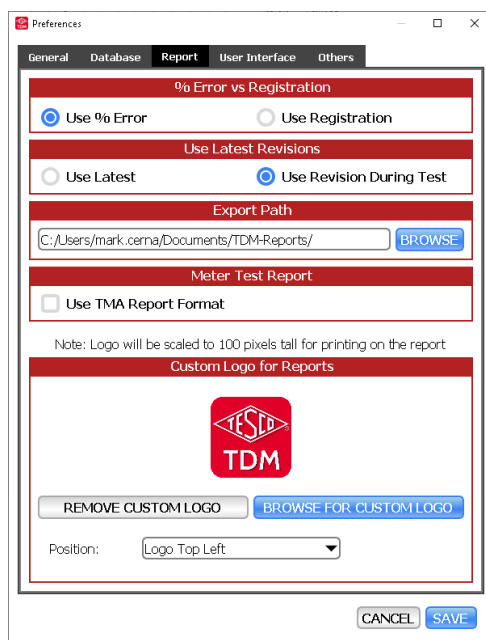 Preferences
General Database Report User Interface Others
% Error vs Registration
Use % Error Use Registration
Use Latest Revisions
Use Latest Use Revision During Test
Export Path
C:/Users/mark.cerna/Documents/TDM-Reports/ BROWSE
Meter Test Report
Use TMA Report Format
Note: Logo will be scaled to 100 pixels tall for printing on the report
Custom Logo for Reports
TESCO
TDM
REMOVE CUSTOM LOGO BROWSE FOR CUSTOM LOGO
Position: Logo Top Left
CANCEL SAVE